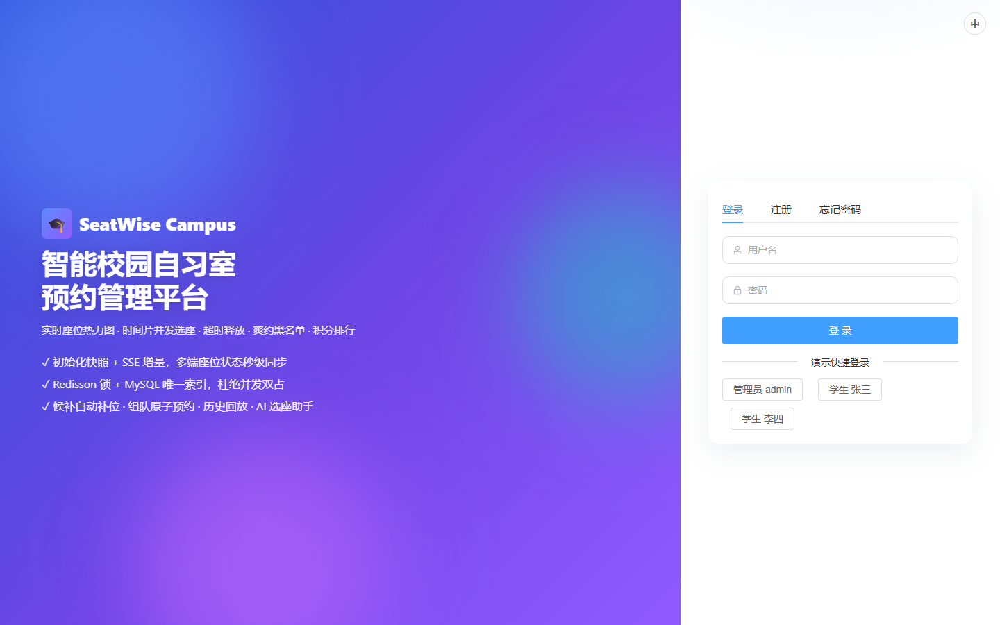 中
SeatWise Campus
智能校园自习室
预约管理平台
实时座位热力图 · 时间片并发选座 · 超时释放 · 爽约黑名单 · 积分排行
✓ 初始化快照 + SSE 增量，多端座位状态秒级同步
✓ Redisson 锁 + MySQL 唯一索引，杜绝并发双占
✓ 候补自动补位 · 组队原子预约 · 历史回放 · AI 选座助手
登录 注册 忘记密码
用户名
密码
登 录
演示快捷登录
管理员 admin 学生 张三
学生 李四